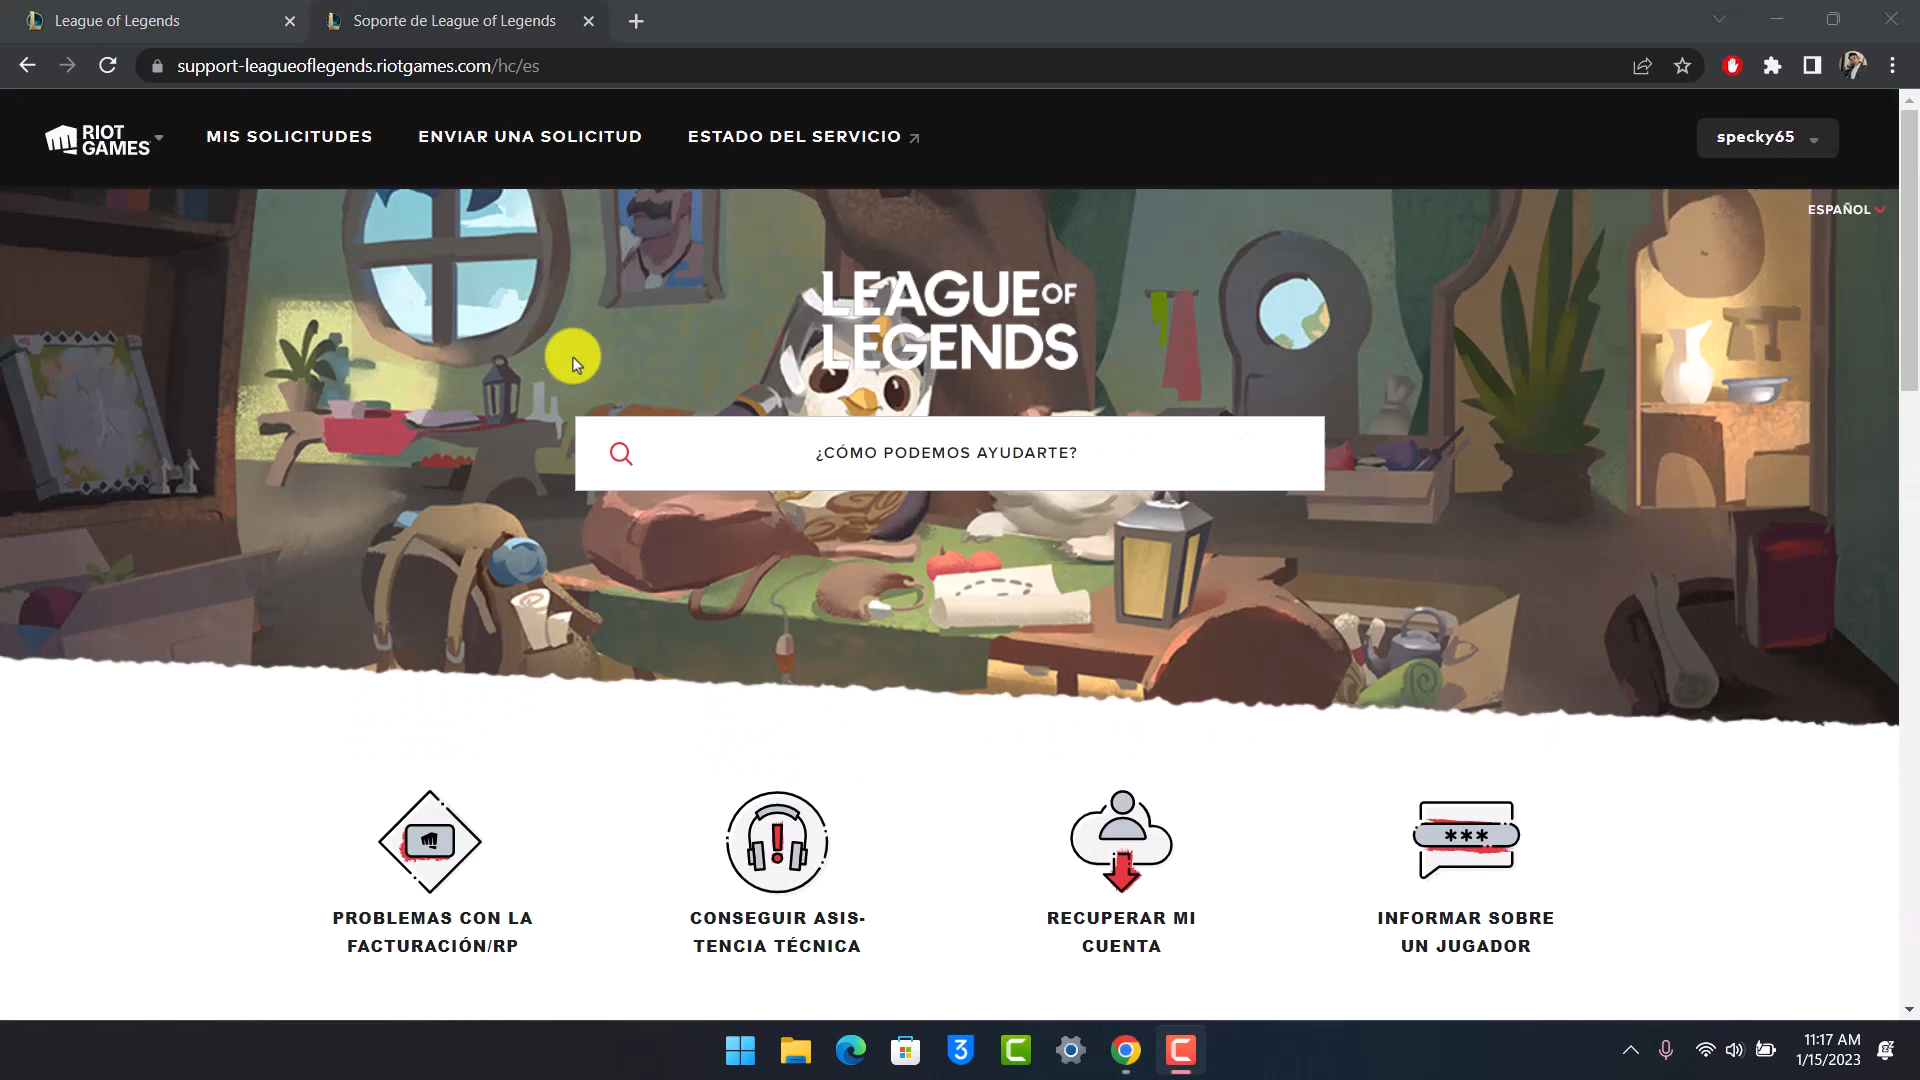 League of Legends
Soporte de League of Legends
support-leagueoflegends.riotgames.com/hc/es
RIOT
GAMES
MIS SOLICITUDES
ENVIAR UNA SOLICITUD
ESTADO DEL SERVICIO
specky65
ESPAÑOL
LEAGUE OF
LEGENDS
¿CÓMO PODEMOS AYUDARTE?
***
PROBLEMAS CON LA
FACTURACIÓN/RP
CONSEGUIR ASIS-
TENCIA TÉCNICA
RECUPERAR MI
CUENTA
INFORMAR SOBRE
UN JUGADOR
3
11:17 AM
1/15/2023